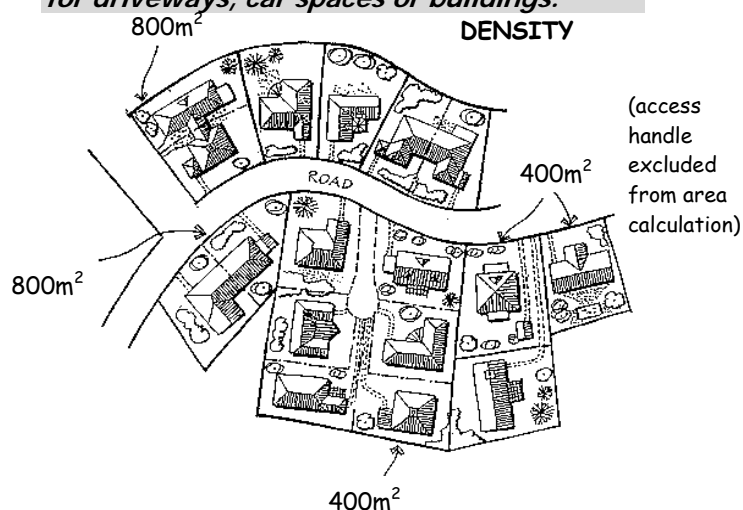 for driveways, car spaces or buildings.
800m²
DENSITY
(access
handle
excluded
from area
calculation)
400m²
ROAD
800m²
400m²